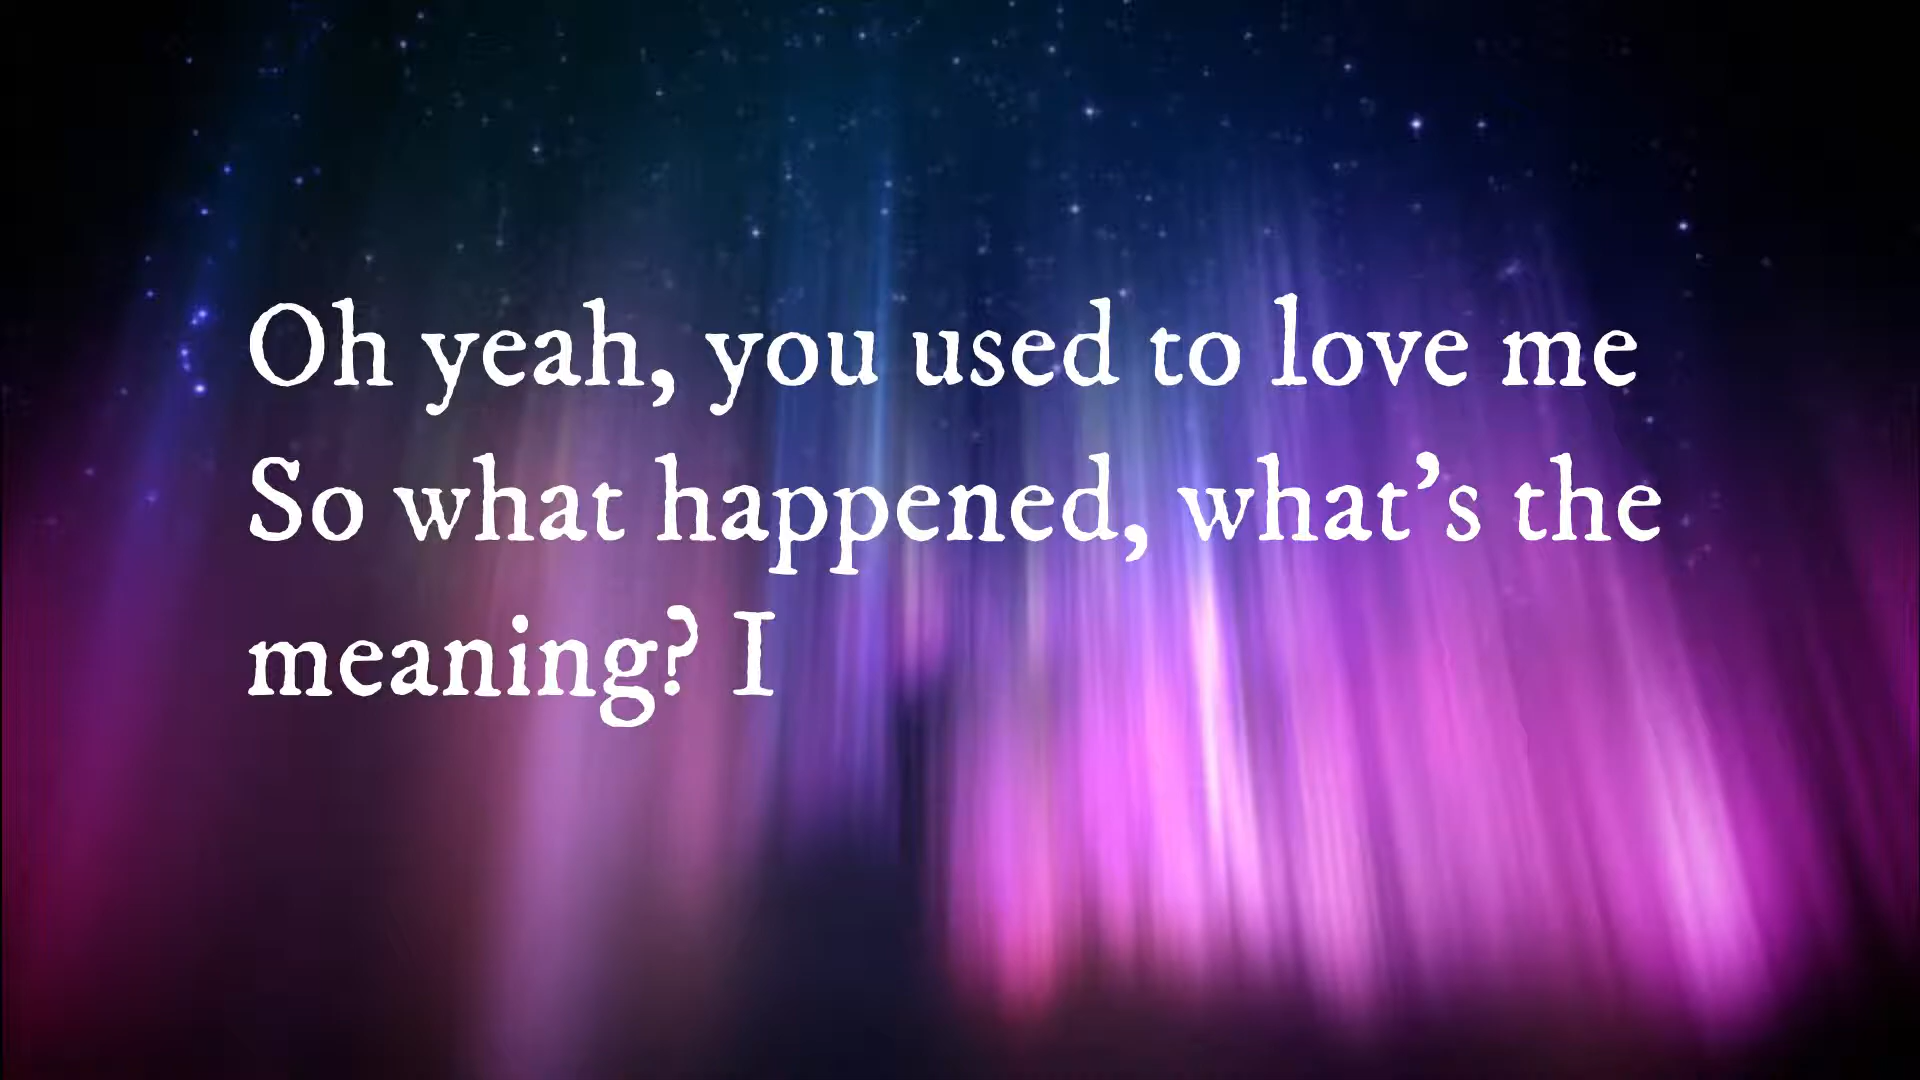 Oh yeah, you used to love me
So what happened, what’s the
meaning? I